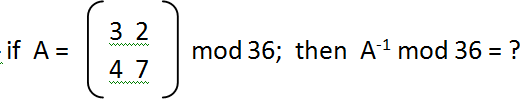 if A = ( 3 2
4 7 ) mod 36; then A⁻¹ mod 36 = ?